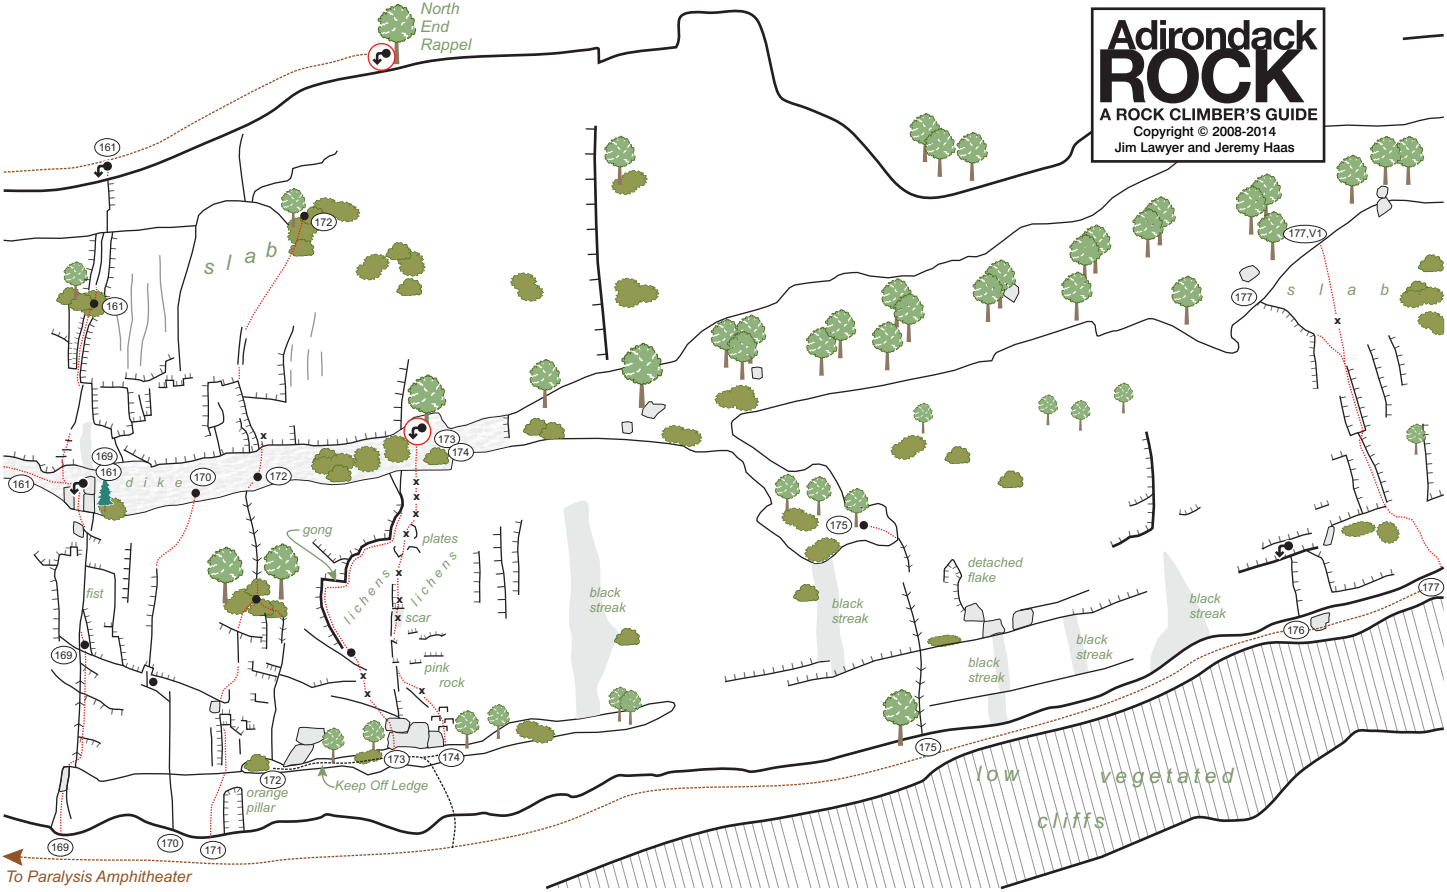 North
End
Rappel
Adirondack
ROCK
A ROCK CLIMBER'S GUIDE
Copyright © 2008-2014
Jim Lawyer and Jeremy Haas
161
172
slab
177,V1
161
177
slab
x
x
173
174
169
161
161
dike
170
172
x
x
x
gong
plates
175
lichens
lichens
x
detached
flake
177
fist
x
x
scar
black
streak
black
streak
black
streak
176
169
pink
rock
black
streak
black
streak
x
x
x
175
173
174
172
Keep Off Ledge
orange
pillar
low vegetated
cliffs
169
170
171
To Paralysis Amphitheater